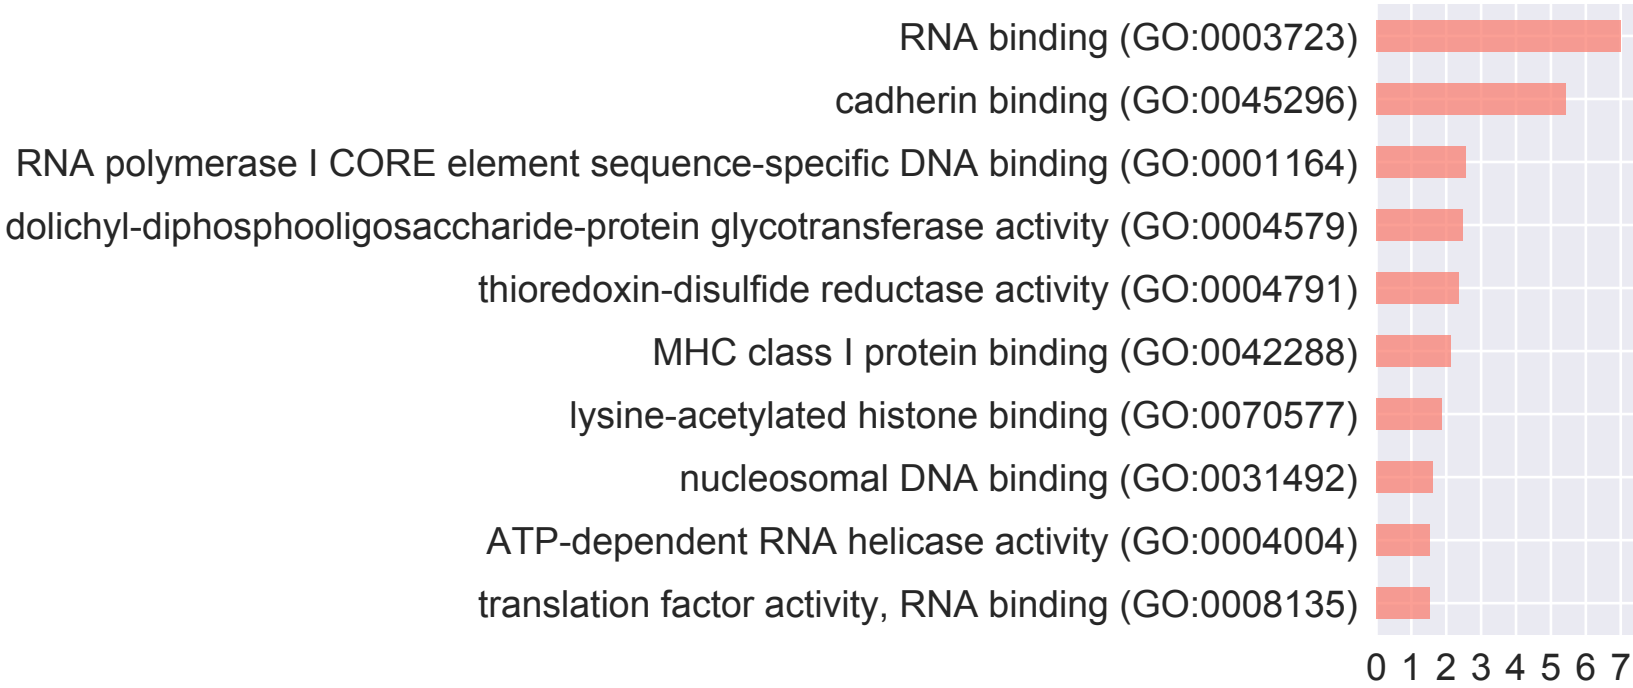 RNA binding (GO:0003723)
cadherin binding (GO:0045296)
RNA polymerase I CORE element sequence-specific DNA binding (GO:0001164)
dolichyl-diphosphooligosaccharide-protein glycotransferase activity (GO:0004579)
thioredoxin-disulfide reductase activity (GO:0004791)
MHC class I protein binding (GO:0042288)
lysine-acetylated histone binding (GO:0070577)
nucleosomal DNA binding (GO:0031492)
ATP-dependent RNA helicase activity (GO:0004004)
translation factor activity, RNA binding (GO:0008135)
0 1 2 3 4 5 6 7